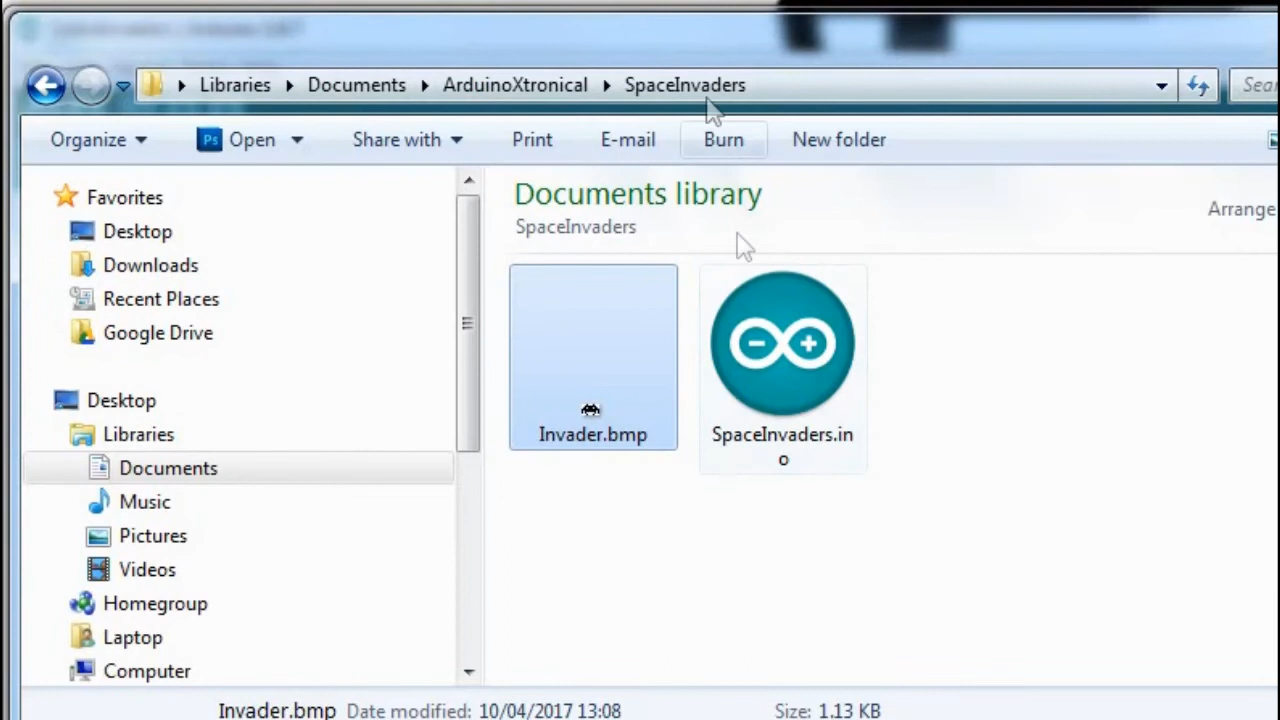 Libraries Documents ArduinoXtronical SpaceInvaders
Organize Ps Open Share with Print E-mail Burn New folder
Favorites
Desktop
Downloads
Recent Places
Google Drive
Desktop
Libraries
Documents
Music
Pictures
Videos
Homegroup
Laptop
Computer
Documents library
SpaceInvaders
Arrange
Invader.bmp
SpaceInvaders.in
o
Invader.bmp Date modified: 10/04/2017 13:08 Size: 1.13 KB